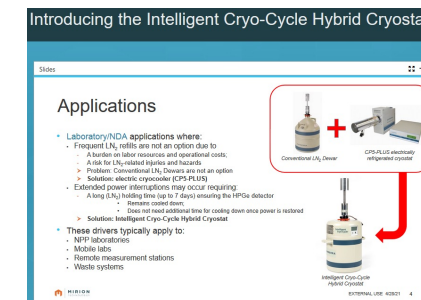 Introducing the Intelligent Cryo-Cycle Hybrid Cryosta
Slides
Applications
• Laboratory/NDA applications where:
• Frequent LN2 refills are not an option due to
- A burden on labor resources and operational costs;
- A risk for LN2-related injuries and hazards
➢ Problem: Conventional LN2 Dewars are not an option
➢ Solution: electric cryocooler (CP5-PLUS)
• Extended power interruptions may occur requiring:
- A long (LN2) holding time (up to 7 days) ensuring the HPGe detector
• Remains cooled down;
• Does not need additional time for cooling down once power is restored
➢ Solution: Intelligent Cryo-Cycle Hybrid Cryostat
• These drivers typically apply to:
• NPP laboratories
• Mobile labs
• Remote measurement stations
• Waste systems
Conventional LN2 Dewar
CP5-PLUS electrically
refrigerated cryostat
Intelligent Cryo-Cycle
Hybrid Cryostat
MIRION
EXTERNAL USE 4/28/21 4